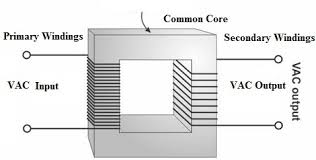 Common Core
Primary Windings
Secondary Windings
VAC Input
VAC Output
VAC output